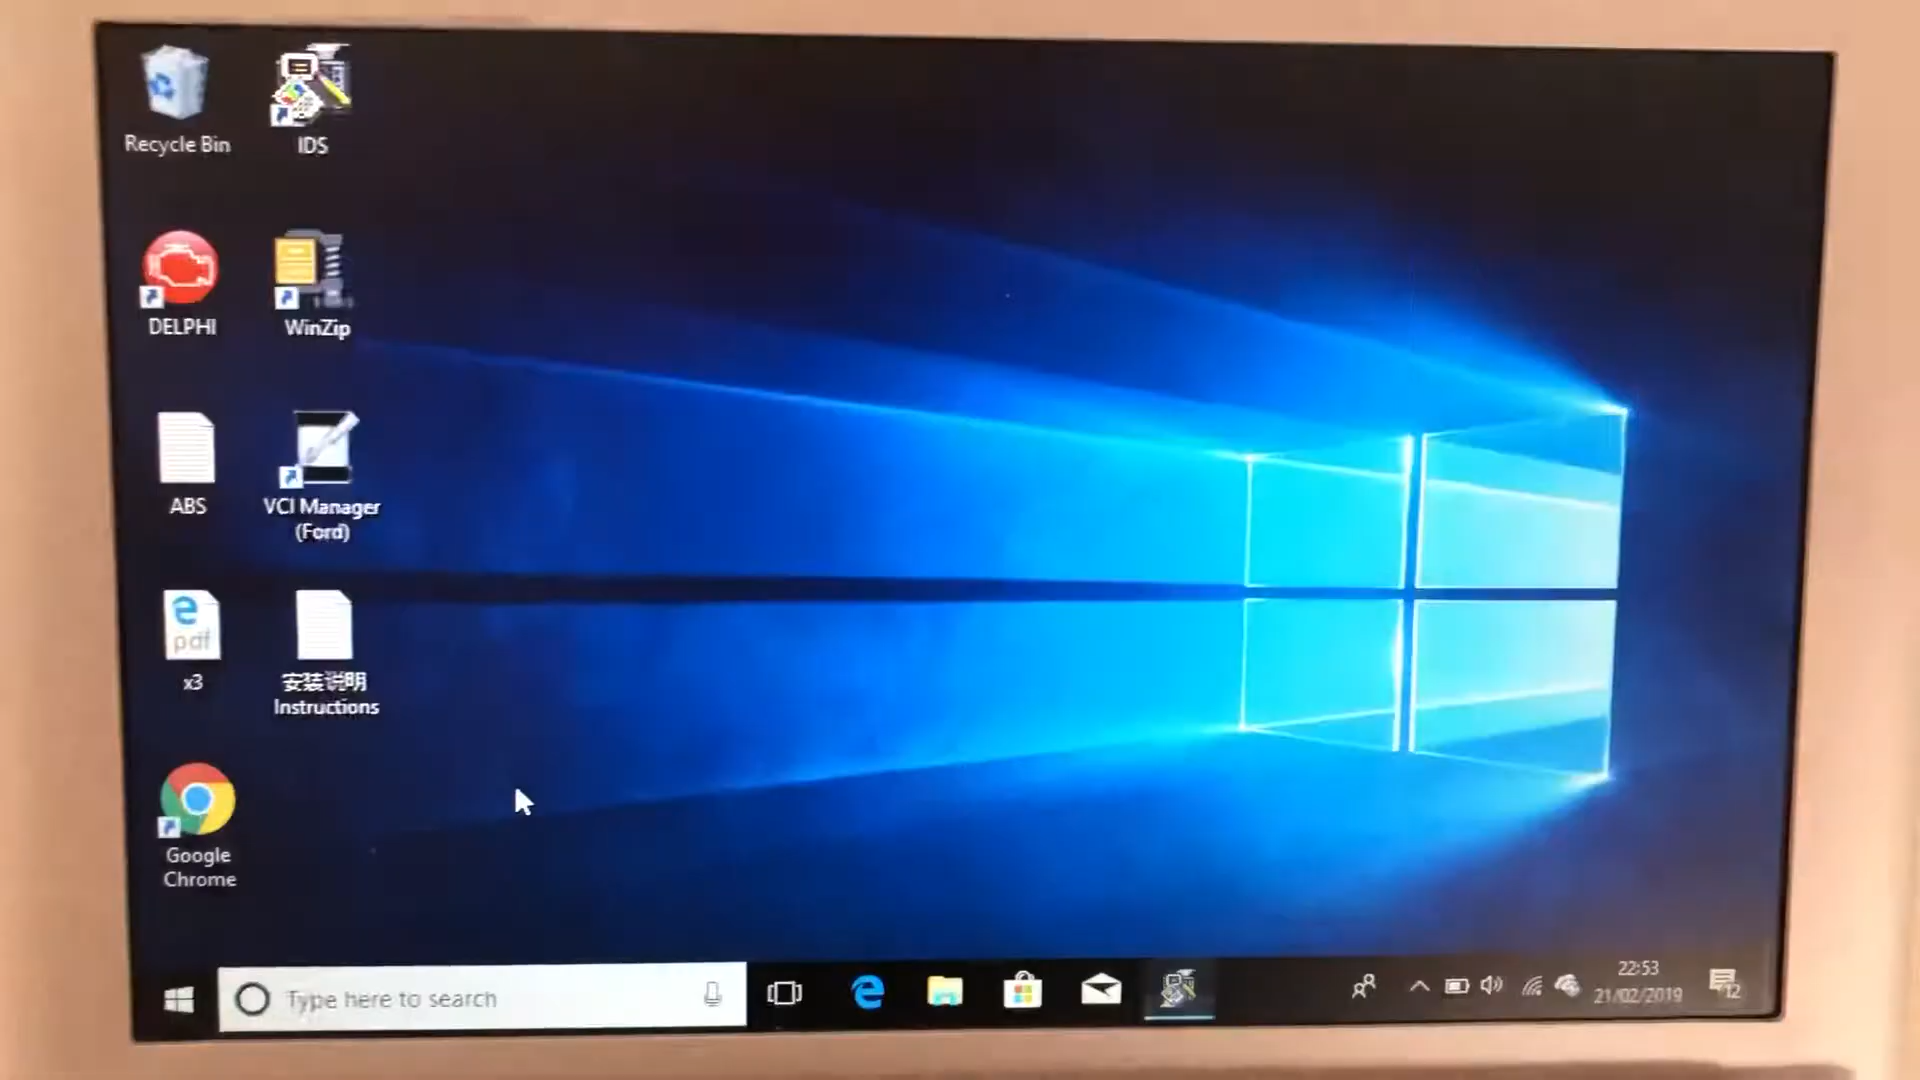 Recycle Bin
IDS
DELPHI
WinZip
ABS
VCI Manager
(Ford)
pdf
x3
安装说明
Instructions
Google
Chrome
Type here to search
22:53
21/02/2019
12